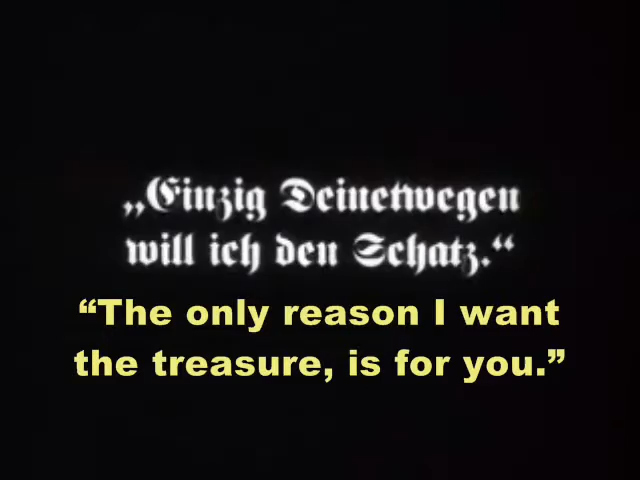 „Einzig Deinetwegen
will ich den Schatz.“
“The only reason I want
the treasure, is for you.”